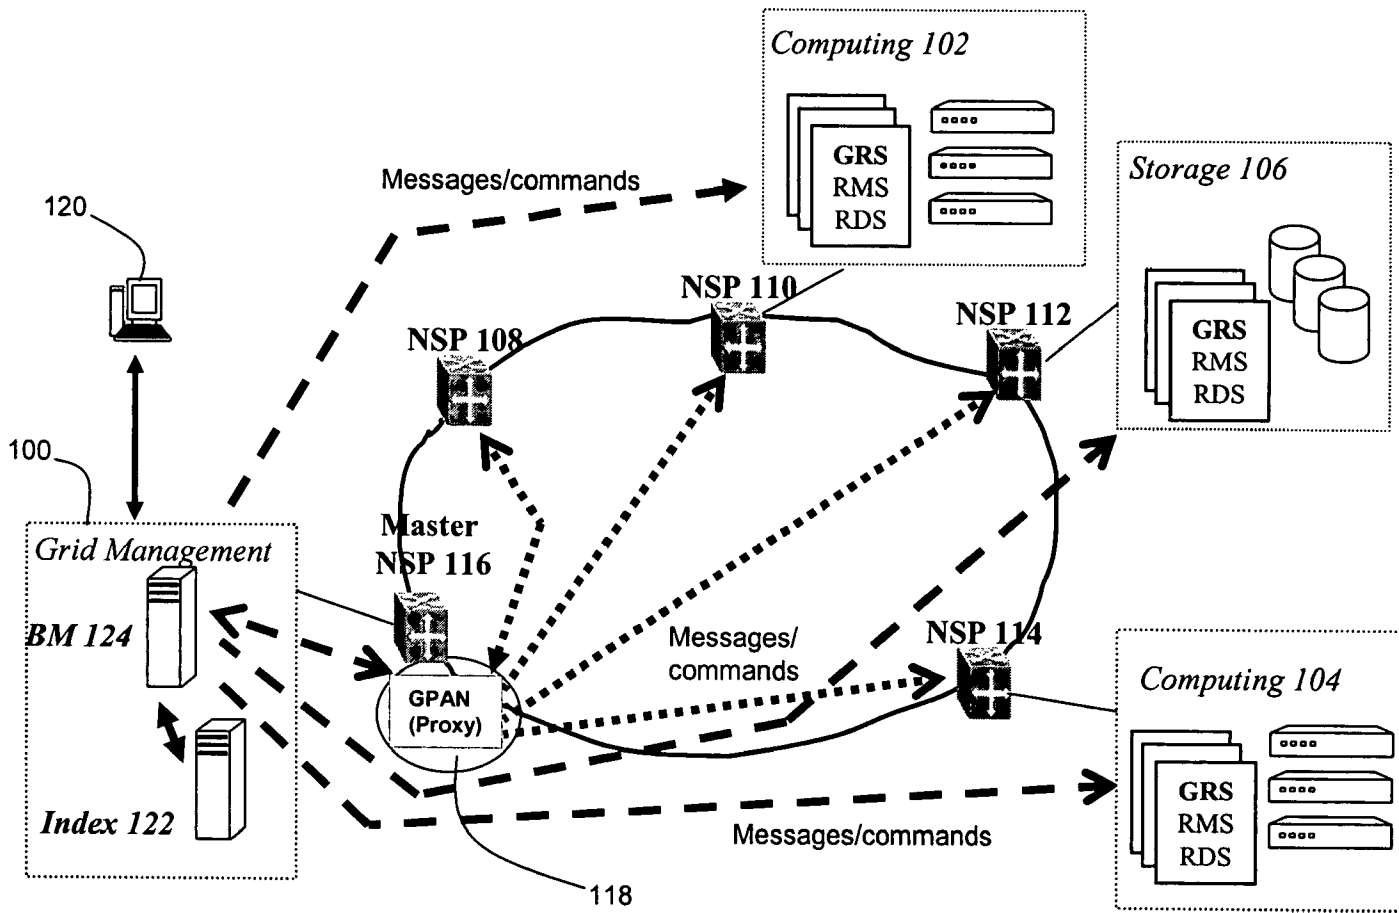 Computing 102
GRS
RMS
RDS
Messages/commands
Storage 106
GRS
RMS
RDS
120
NSP 110
NSP 112
NSP 108
100
Grid Management
Master
NSP 116
BM 124
Index 122
GPAN
(Proxy)
Messages/
commands
NSP 114
Computing 104
GRS
RMS
RDS
Messages/commands
118